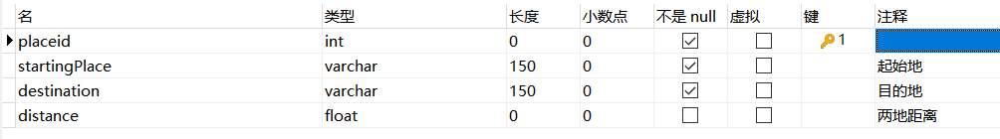 名 类型 长度 小数点 不是 null 虚拟 键 注释
placeid int 0 0 1
startingPlace varchar 150 0 起始地
destination varchar 150 0 目的地
distance float 0 0 两地距离